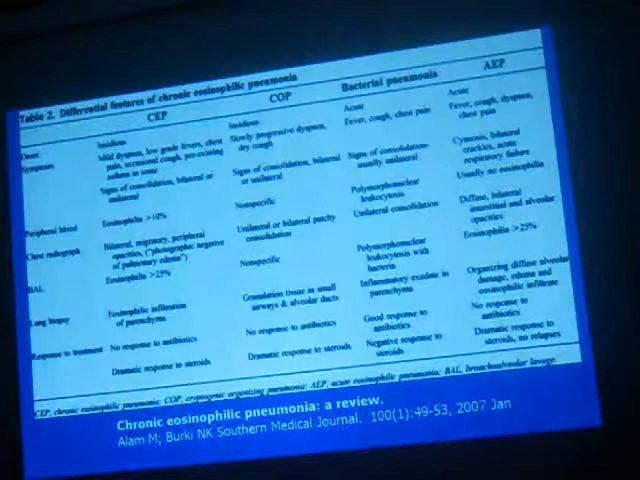 Table 2. Differential features of chronic eosinophilic pneumonia
CEP COP Bacterial pneumonia AEP
Onset Insidious Insidious Acute Acute
Symptoms Mild dyspnea, low grade fevers, chest Slowly progressive dyspnea, Fever, cough, chest pain Fever, cough, dyspnea,
pain, occasional cough, pre-existing dry cough chest pain
asthma in some
Signs of consolidation, bilateral or Signs of consolidation, bilateral Signs of consolidation- Cyanosis, bilateral
unilateral or unilateral usually unilateral crackles, acute
respiratory failure
Peripheral blood Eosinophilia >10% Nonspecific Polymorphonuclear Usually no eosinophilia
leukocytosis
Chest radiograph Bilateral, migratory, peripheral Unilateral or bilateral patchy Unilateral consolidation Diffuse, bilateral
opacities, ("photographic negative consolidation interstitial and alveolar
of pulmonary edema") opacities
BAL Eosinophilia >25% Nonspecific Polymorphonuclear Eosinophilia >25%
leukocytosis with
bacteria
Lung biopsy Eosinophilic infiltration Granulation tissue in small Inflammatory exudate in Organizing diffuse alveolar
of parenchyma airways & alveolar ducts parenchyma damage, edema and
eosinophilic infiltrate
Response to treatment No response to antibiotics No response to antibiotics Good response to No response to
antibiotics antibiotics
Dramatic response to steroids Dramatic response to steroids Negative response to Dramatic response to
steroids steroids, no relapses
CEP, chronic eosinophilic pneumonia; COP, cryptogenic organizing pneumonia; AEP, acute eosinophilic pneumonia; BAL, bronchoalveolar lavage.
Chronic eosinophilic pneumonia: a review.
Alam M; Burki NK Southern Medical Journal. 100(1):49-53, 2007 Jan